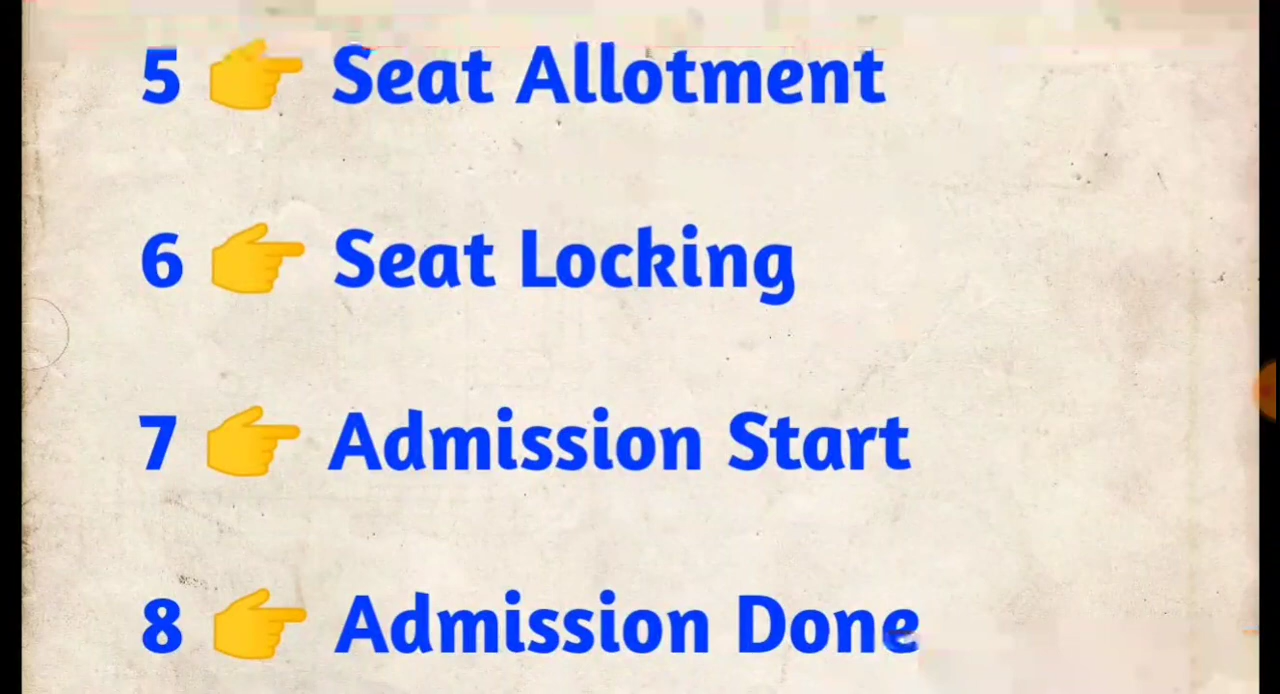 5 👉 Seat Allotment
6 👉 Seat Locking
7 👉 Admission Start
8 👉 Admission Done